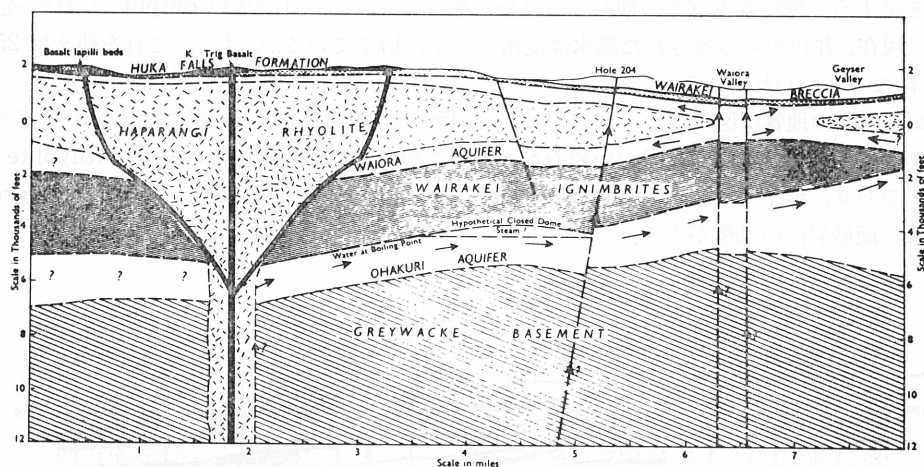 Basalt lapilli beds
K Trig Basalt
HUKA FALLS FORMATION
Hole 204
Waiora
Valley
Geyser
Valley
WAIRAKEI BRECCIA
HAPARANGI RHYOLITE
WAIORA AQUIFER
WAIRAKEI IGNIMBRITES
Hypothetical Closed Dome
Steam ?
Water at Boiling Point
OHAKURI AQUIFER
? ? ? ?
?
?
?
?
?
GREYWACKE BASEMENT
Scale in Thousands of feet
2
0
2
4
6
8
10
12
Scale in Thousands of feet
2
0
2
4
6
8
10
12
1 2 3 4 5 6 7 8
Scale in miles